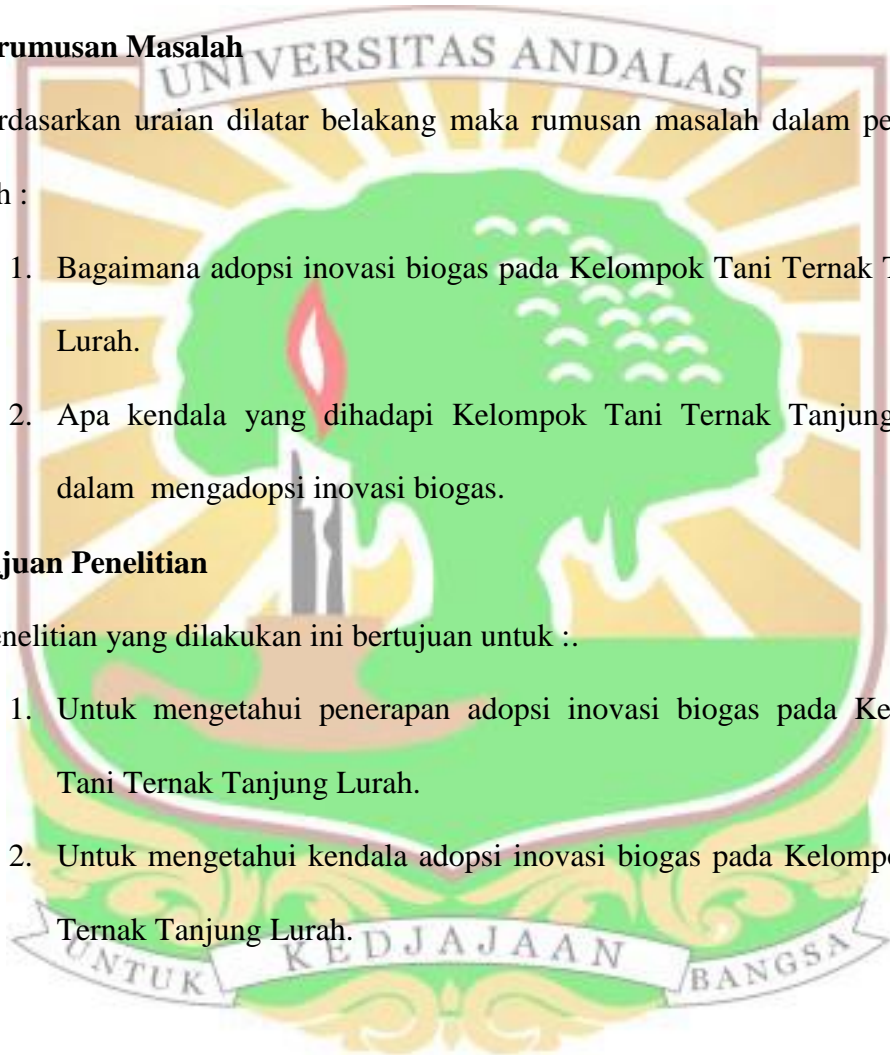 UNIVERSITAS ANDALAS
rumusan Masalah
rdasarkan uraian dilatar belakang maka rumusan masalah dalam pe
h :
1. Bagaimana adopsi inovasi biogas pada Kelompok Tani Ternak T
Lurah.
2. Apa kendala yang dihadapi Kelompok Tani Ternak Tanjung
dalam mengadopsi inovasi biogas.
juan Penelitian
enelitian yang dilakukan ini bertujuan untuk :.
1. Untuk mengetahui penerapan adopsi inovasi biogas pada Ke
Tani Ternak Tanjung Lurah.
2. Untuk mengetahui kendala adopsi inovasi biogas pada Kelompo
Ternak Tanjung Lurah.
UNTUK KEDJAJAAN BANGSA